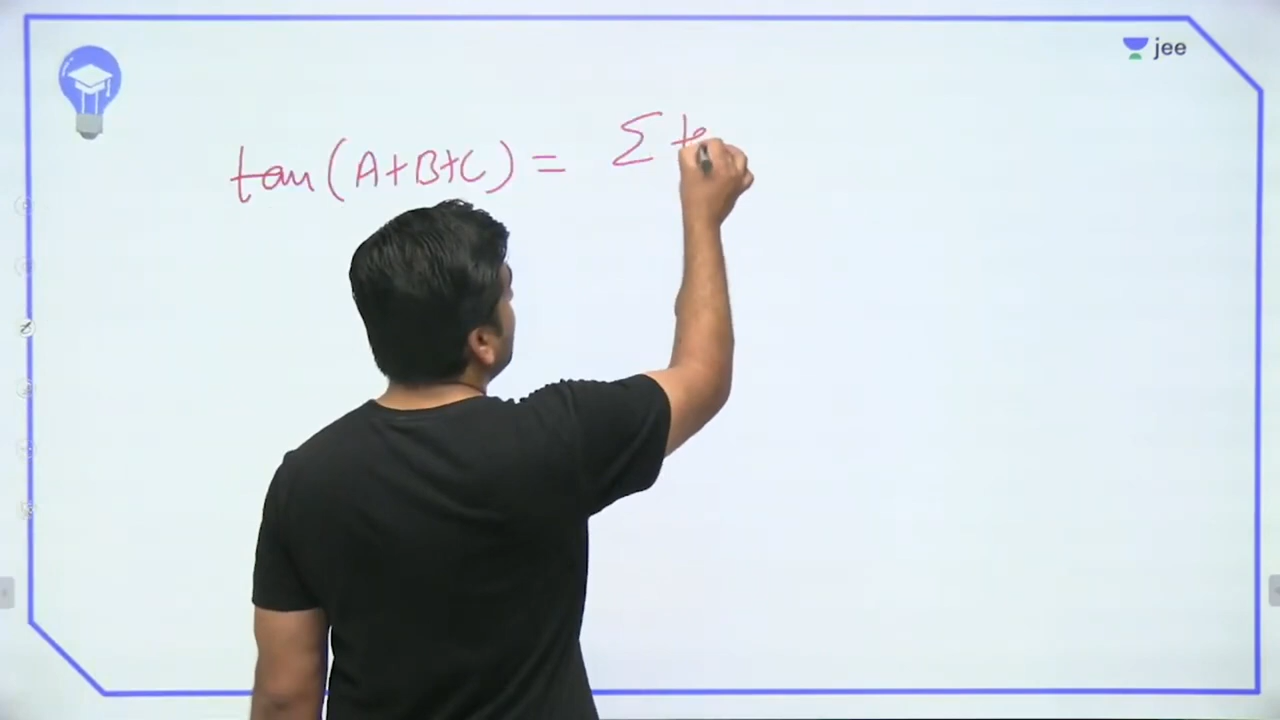 jee
tan(A+B+C) = Σ